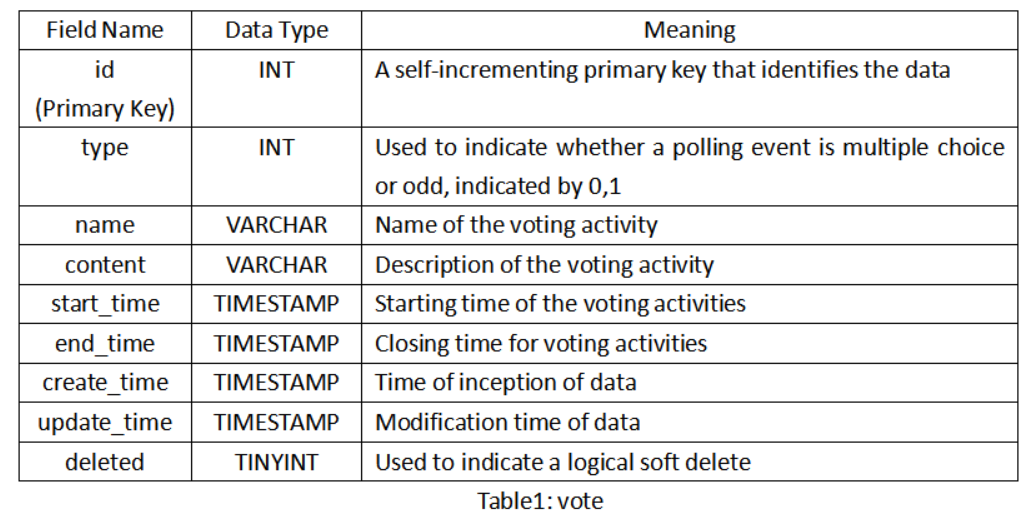 Field Name Data Type Meaning
id INT A self-incrementing primary key that identifies the data
(Primary Key)
type INT Used to indicate whether a polling event is multiple choice
or odd, indicated by 0,1
name VARCHAR Name of the voting activity
content VARCHAR Description of the voting activity
start_time TIMESTAMP Starting time of the voting activities
end_time TIMESTAMP Closing time for voting activities
create_time TIMESTAMP Time of inception of data
update_time TIMESTAMP Modification time of data
deleted TINYINT Used to indicate a logical soft delete
Table1: vote